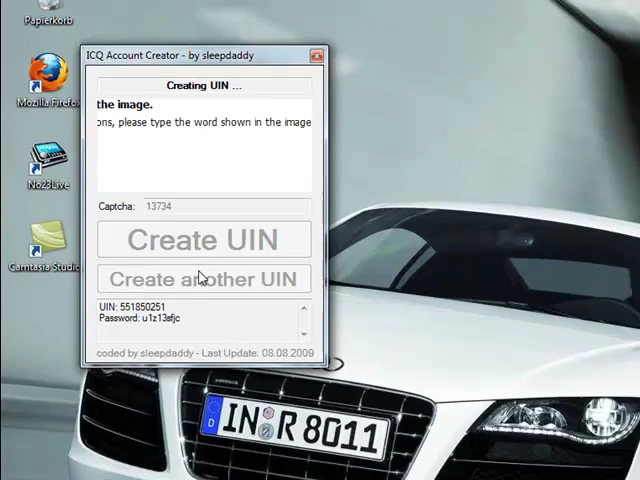 Papierkorb
ICQ Account Creator - by sleepdaddy
Creating UIN ...
the image.
ons, please type the word shown in the image
Mozilla Firefox
Captcha: 13734
No23Live
Create UIN
Camtasia Studio
Create another UIN
UIN: 551850251
Password: u1z13sfjc
coded by sleepdaddy - Last Update: 08.08.2009
D IN R 8011